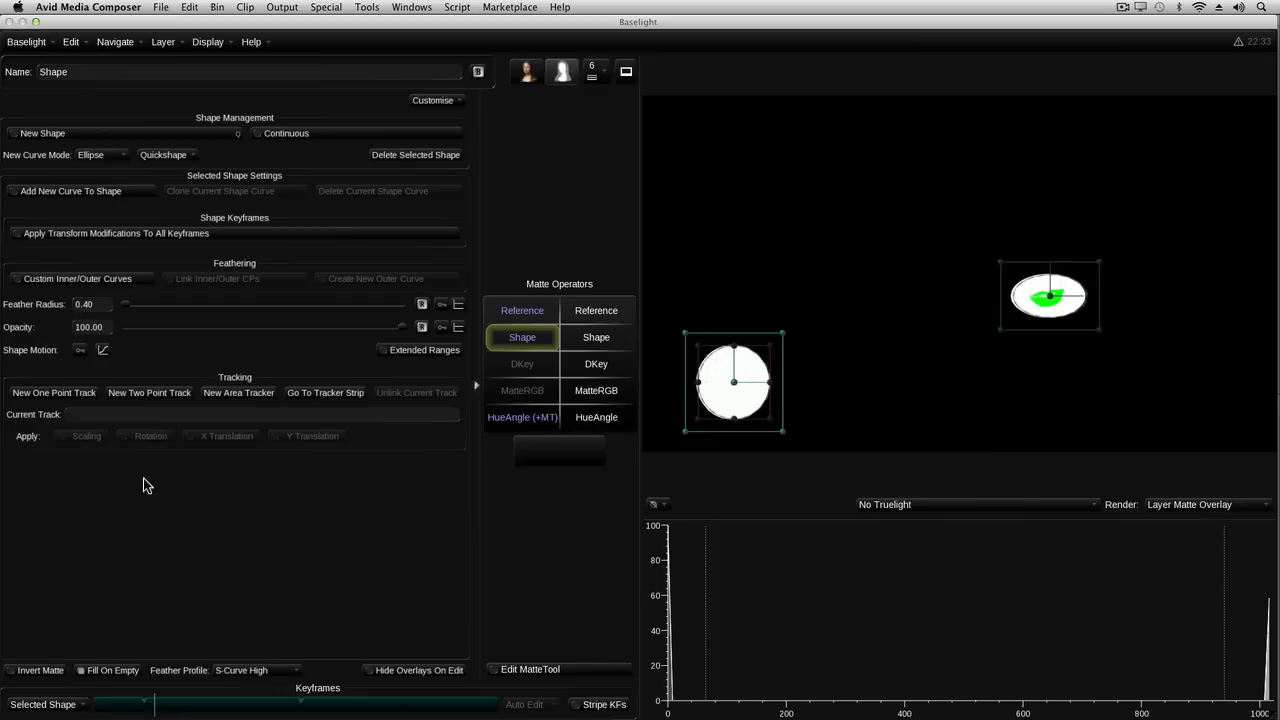 Avid Media Composer File Edit Bin Clip Output Special Tools Windows Script Marketplace Help
Baselight
Baselight Edit Navigate Layer Display Help 22:33
Name: Shape B 6
Customise
Shape Management
New Shape Q Continuous
New Curve Mode: Ellipse Quickshape Delete Selected Shape
Selected Shape Settings
Add New Curve To Shape Clone Current Shape Curve Delete Current Shape Curve
Shape Keyframes
Apply Transform Modifications To All Keyframes
Feathering
Custom Inner/Outer Curves Link Inner/Outer CPs Create New Outer Curve
Feather Radius: 0.40 R
Opacity: 100.00 R
Shape Motion: Extended Ranges
Tracking
New One Point Track New Two Point Track New Area Tracker Go To Tracker Strip Unlink Current Track
Current Track:
Apply: Scaling Rotation X Translation Y Translation
Invert Matte Fill On Empty Feather Profile: S-Curve High Hide Overlays On Edit
Keyframes
Selected Shape Auto Edit Stripe KFs
Matte Operators
Reference Reference
Shape Shape
DKey DKey
MatteRGB MatteRGB
HueAngle (+MT) HueAngle
Edit MatteTool
No Truelight Render: Layer Matte Overlay
100
80
60
40
20
0
0 200 400 600 800 1000